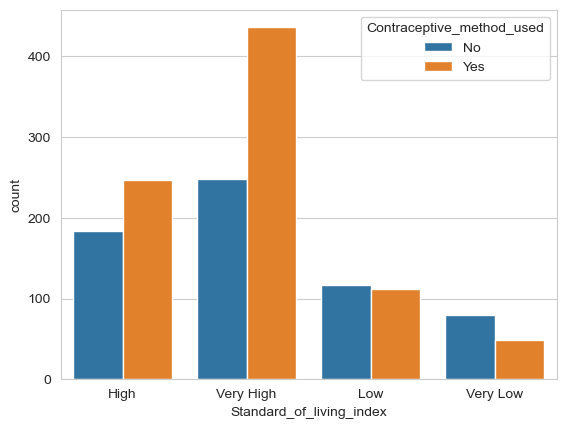 Contraceptive_method_used
No
Yes
400
300
200
100
0
count
High
Very High
Low
Very Low
Standard_of_living_index